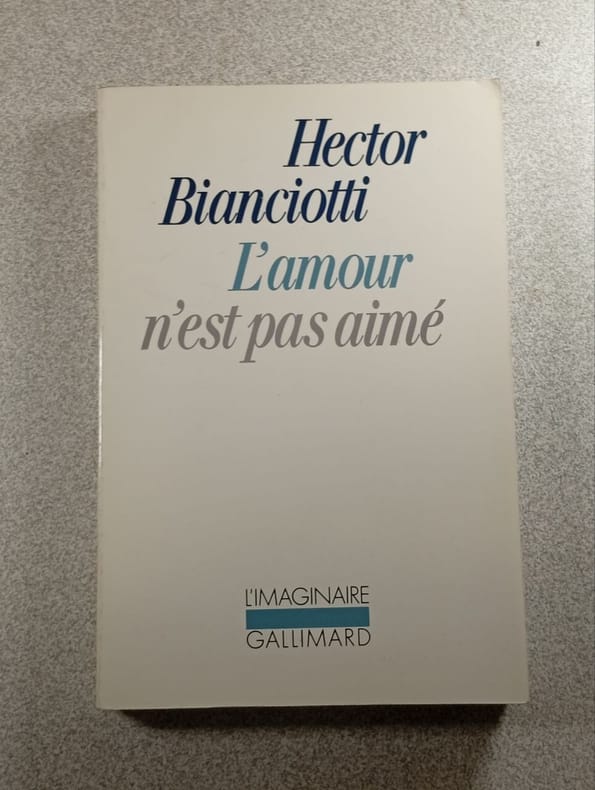 Hector
Bianciotti
L'amour
n'est pas aimé
L'IMAGINAIRE
GALLIMARD